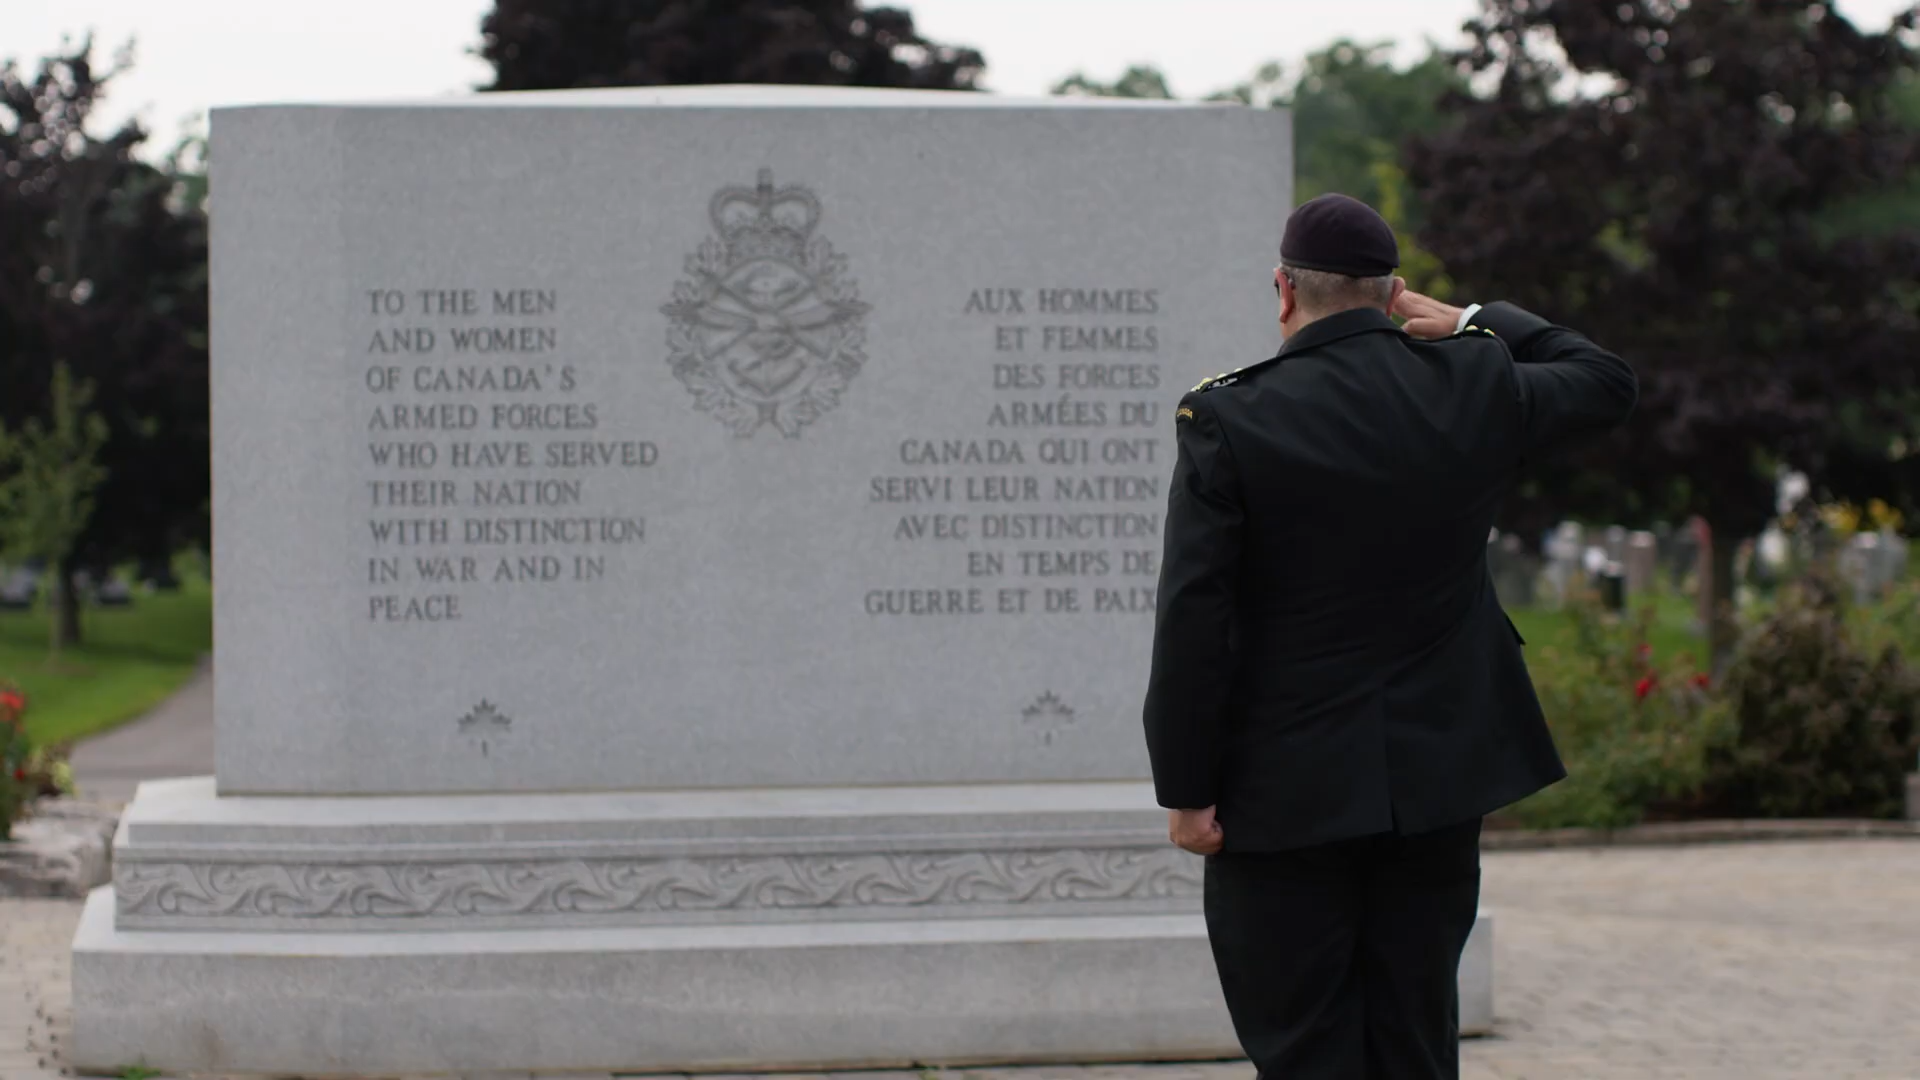 TO THE MEN
AND WOMEN
OF CANADA'S
ARMED FORCES
WHO HAVE SERVED
THEIR NATION
WITH DISTINCTION
IN WAR AND IN
PEACE
AUX HOMMES
ET FEMMES
DES FORCES
ARMÉES DU
CANADA QUI ONT
SERVI LEUR NATION
AVEC DISTINCTION
EN TEMPS DE
GUERRE ET DE PAIX
CANADA